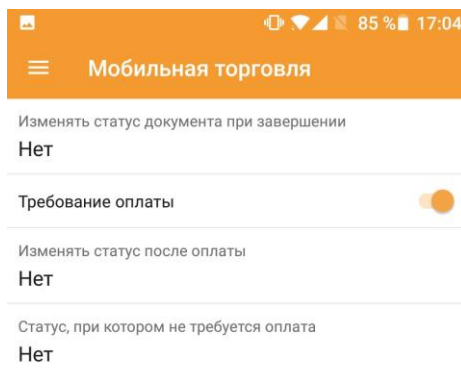 85 % 17:04
Мобильная торговля
Изменять статус документа при завершении
Нет
Требование оплаты
Изменять статус после оплаты
Нет
Статус, при котором не требуется оплата
Нет